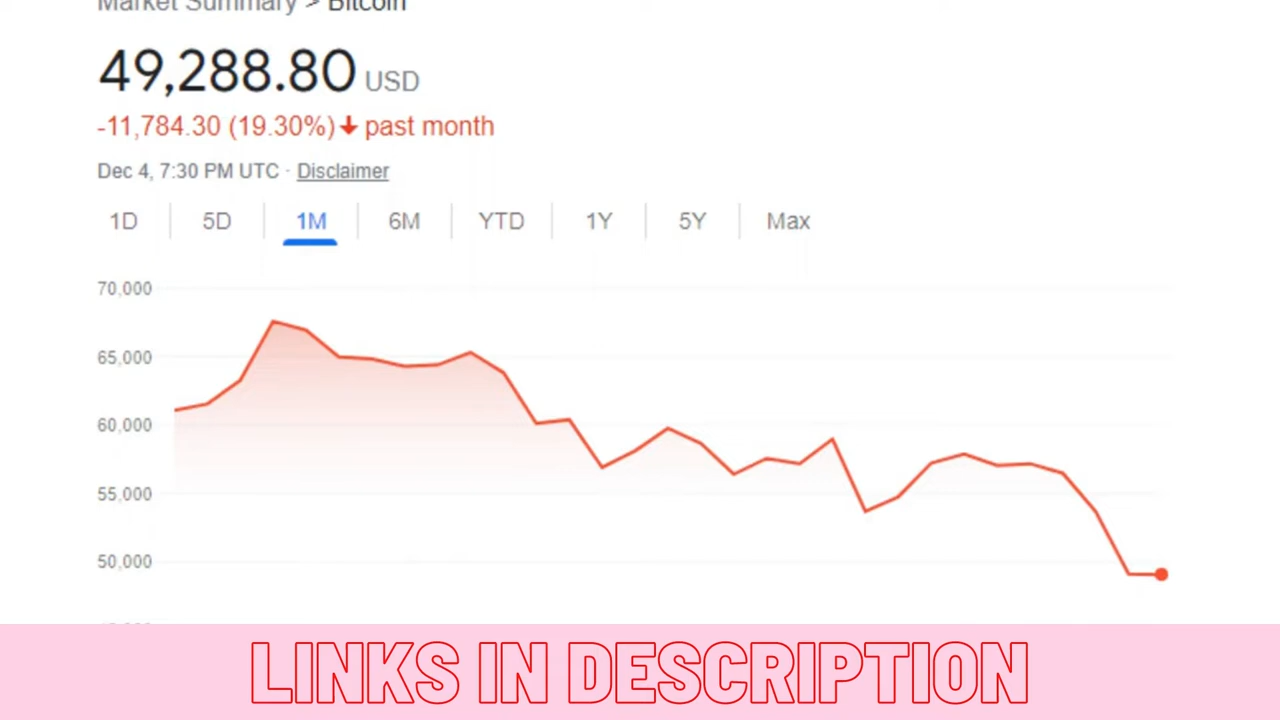 Market Summary > Bitcoin
49,288.80 USD
-11,784.30 (19.30%) ↓ past month
Dec 4, 7:30 PM UTC · Disclaimer
1D 5D 1M 6M YTD 1Y 5Y Max
70,000
65,000
60,000
55,000
50,000
LINKS IN DESCRIPTION